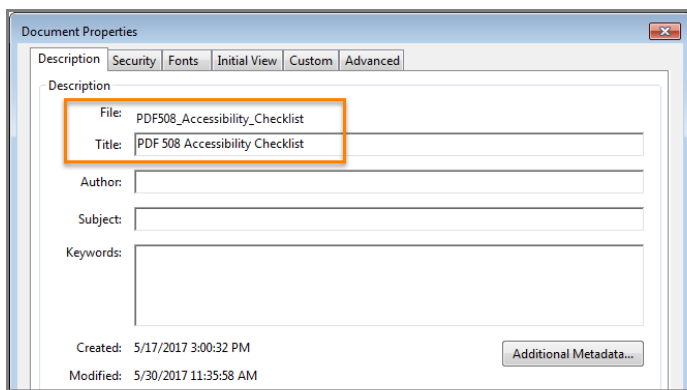 Document Properties
Description Security Fonts Initial View Custom Advanced
Description
File: PDF508_Accessibility_Checklist
Title: PDF 508 Accessibility Checklist
Author:
Subject:
Keywords:
Created: 5/17/2017 3:00:32 PM
Additional Metadata...
Modified: 5/30/2017 11:35:58 AM